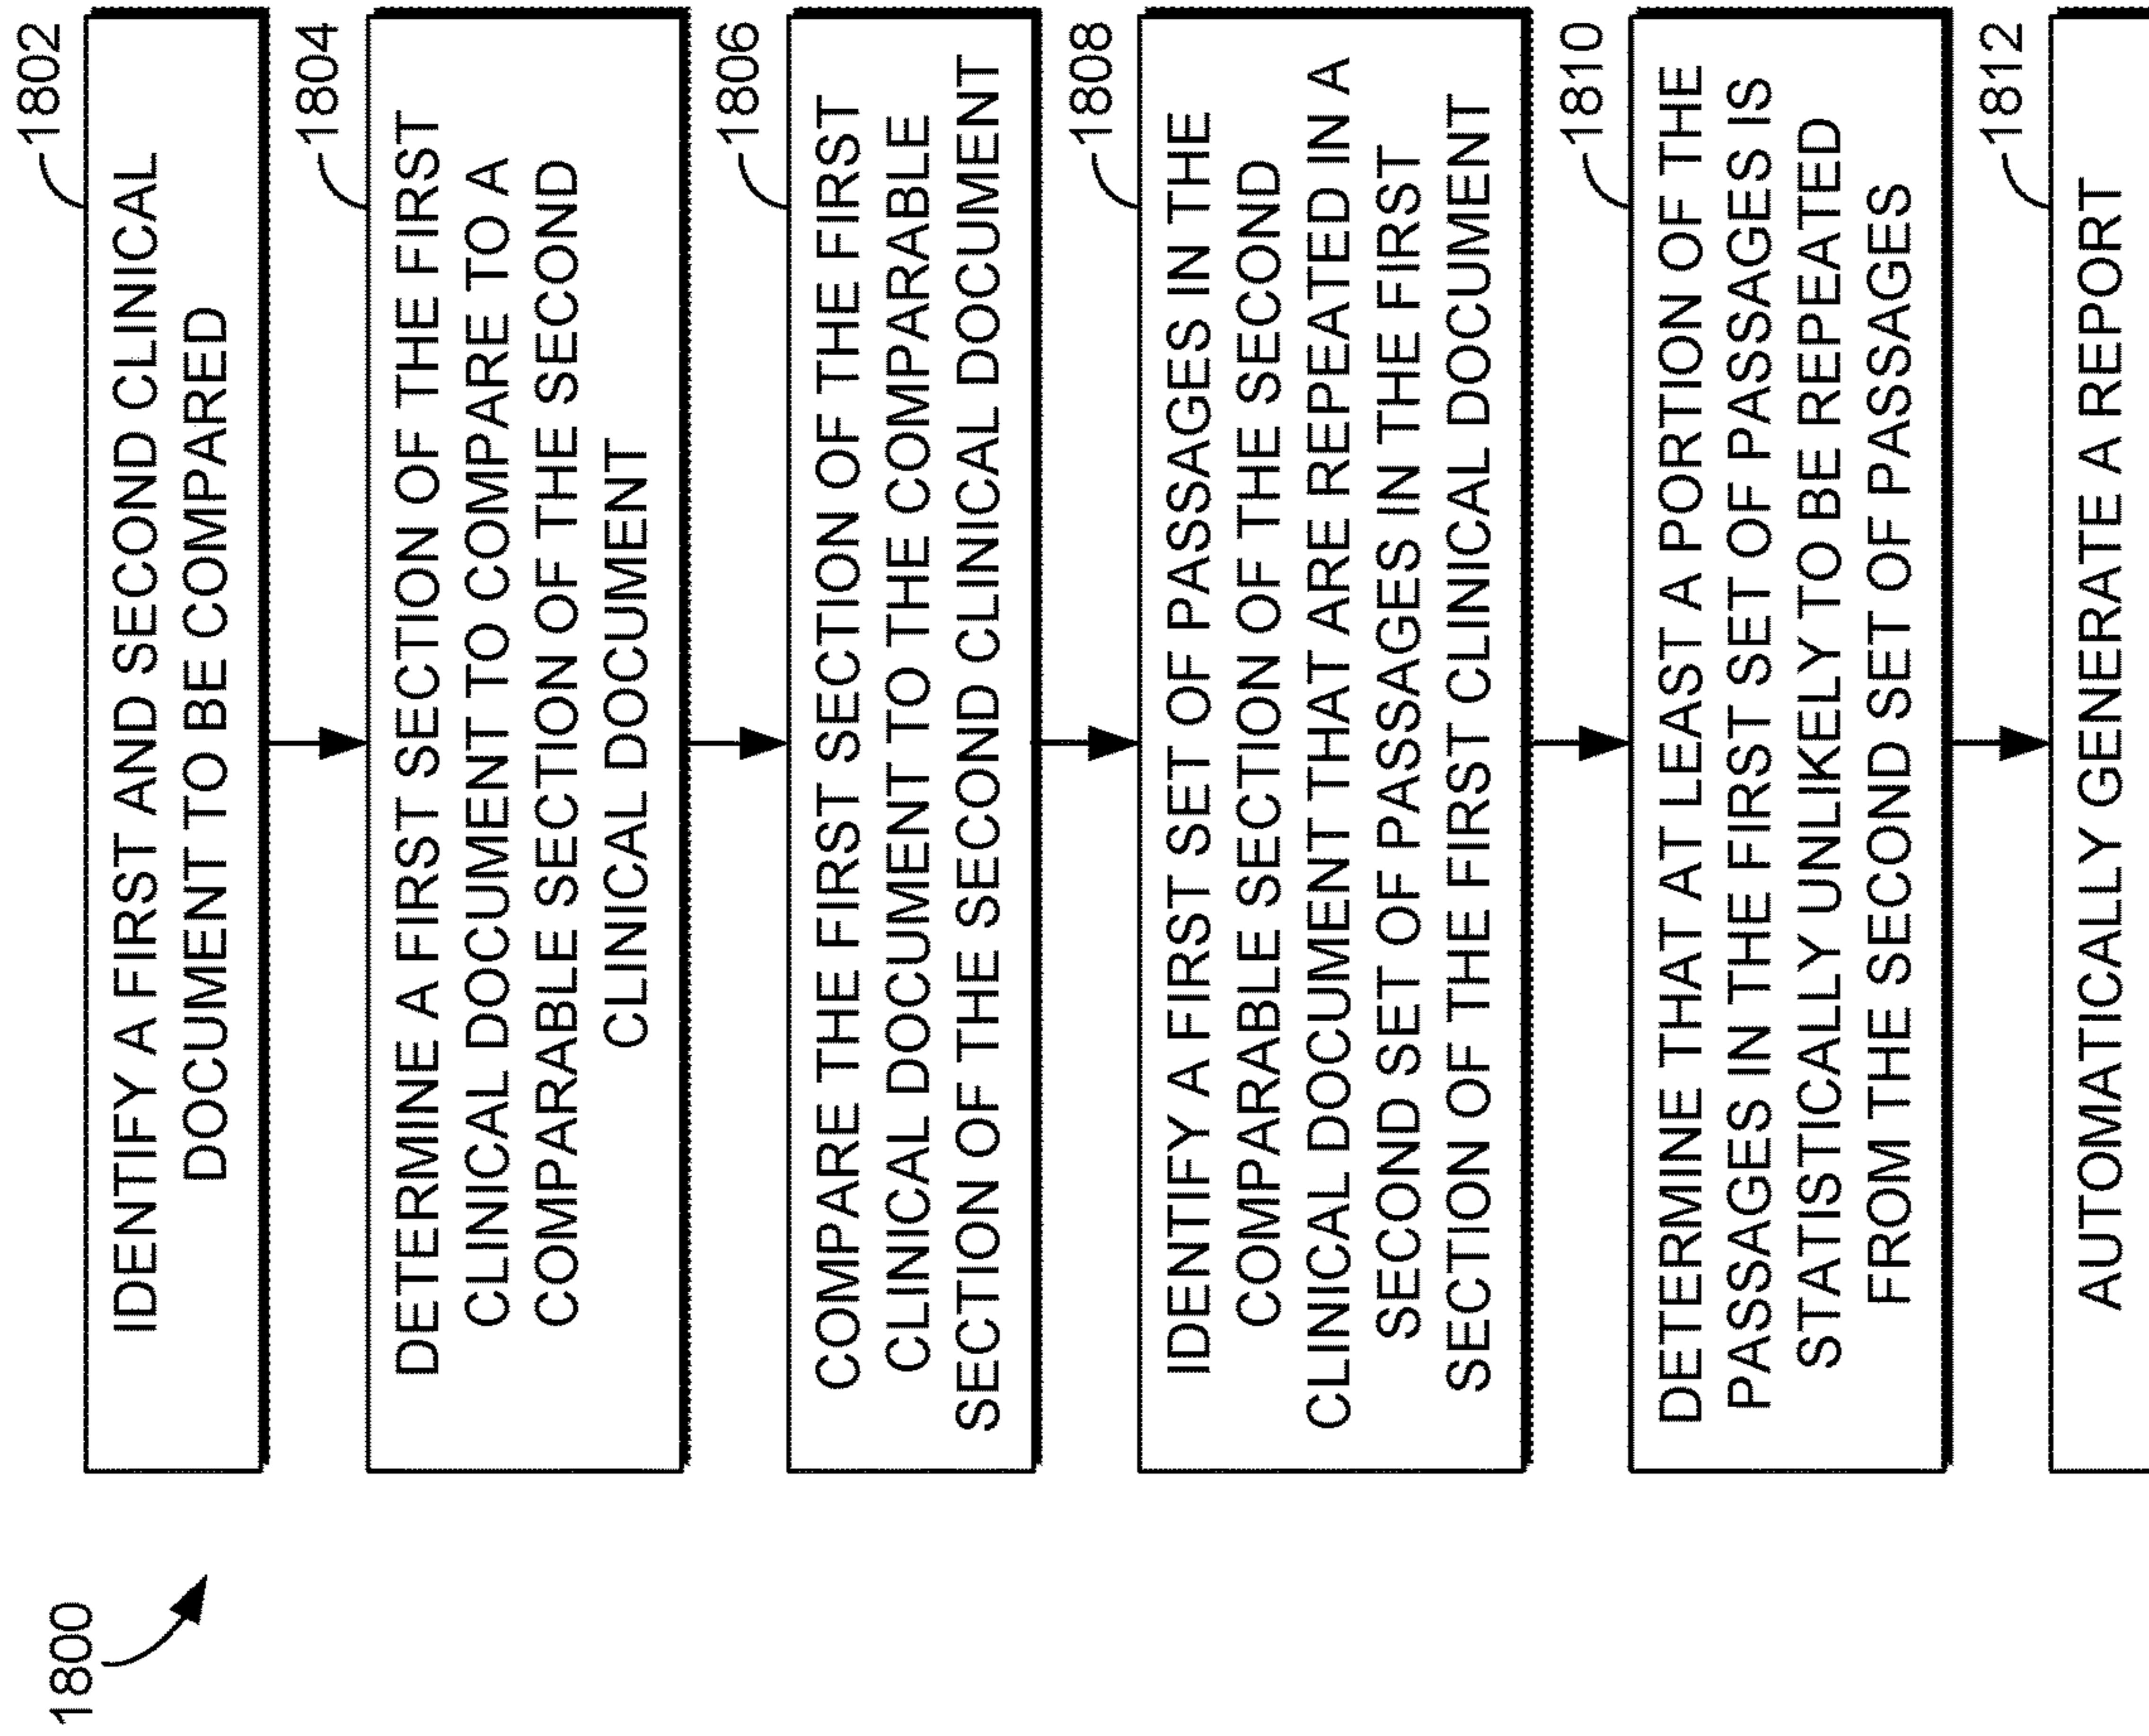 1800
1802
IDENTIFY A FIRST AND SECOND CLINICAL
DOCUMENT TO BE COMPARED
1804
DETERMINE A FIRST SECTION OF THE FIRST
CLINICAL DOCUMENT TO COMPARE TO A
COMPARABLE SECTION OF THE SECOND
CLINICAL DOCUMENT
1806
COMPARE THE FIRST SECTION OF THE FIRST
CLINICAL DOCUMENT TO THE COMPARABLE
SECTION OF THE SECOND CLINICAL DOCUMENT
1808
IDENTIFY A FIRST SET OF PASSAGES IN THE
COMPARABLE SECTION OF THE SECOND
CLINICAL DOCUMENT THAT ARE REPEATED IN A
SECOND SET OF PASSAGES IN THE FIRST
SECTION OF THE FIRST CLINICAL DOCUMENT
1810
DETERMINE THAT AT LEAST A PORTION OF THE
PASSAGES IN THE FIRST SET OF PASSAGES IS
STATISTICALLY UNLIKELY TO BE REPEATED
FROM THE SECOND SET OF PASSAGES
1812
AUTOMATICALLY GENERATE A REPORT